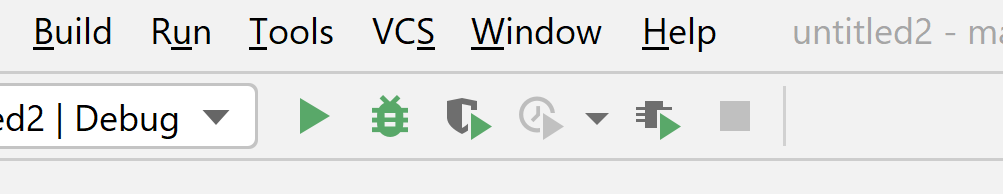 Build Run Tools VCS Window Help untitled2 - ma
ed2 | Debug